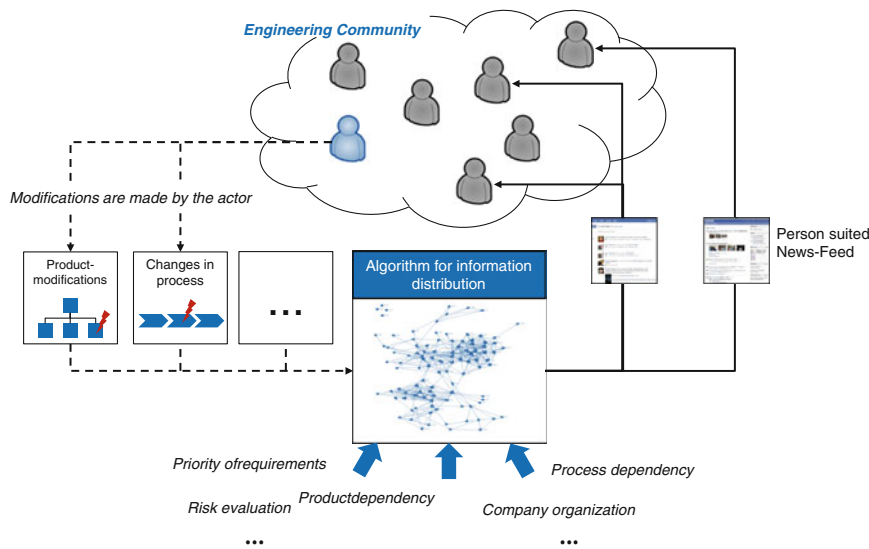 Engineering Community
Modifications are made by the actor
Product-
modifications
Changes in
process
...
Algorithm for information
distribution
Person suited
News-Feed
Priority ofrequirements
Process dependency
Productdependency
Risk evaluation
Company organization
...
...